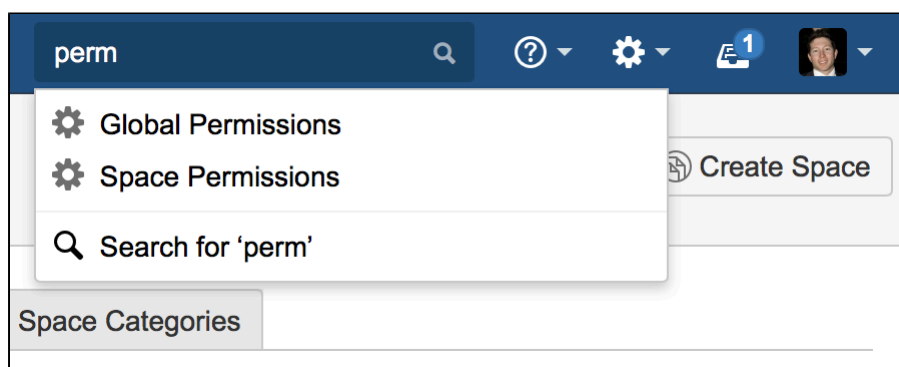 perm
1
Global Permissions
Space Permissions
Create Space
Search for ‘perm’
Space Categories